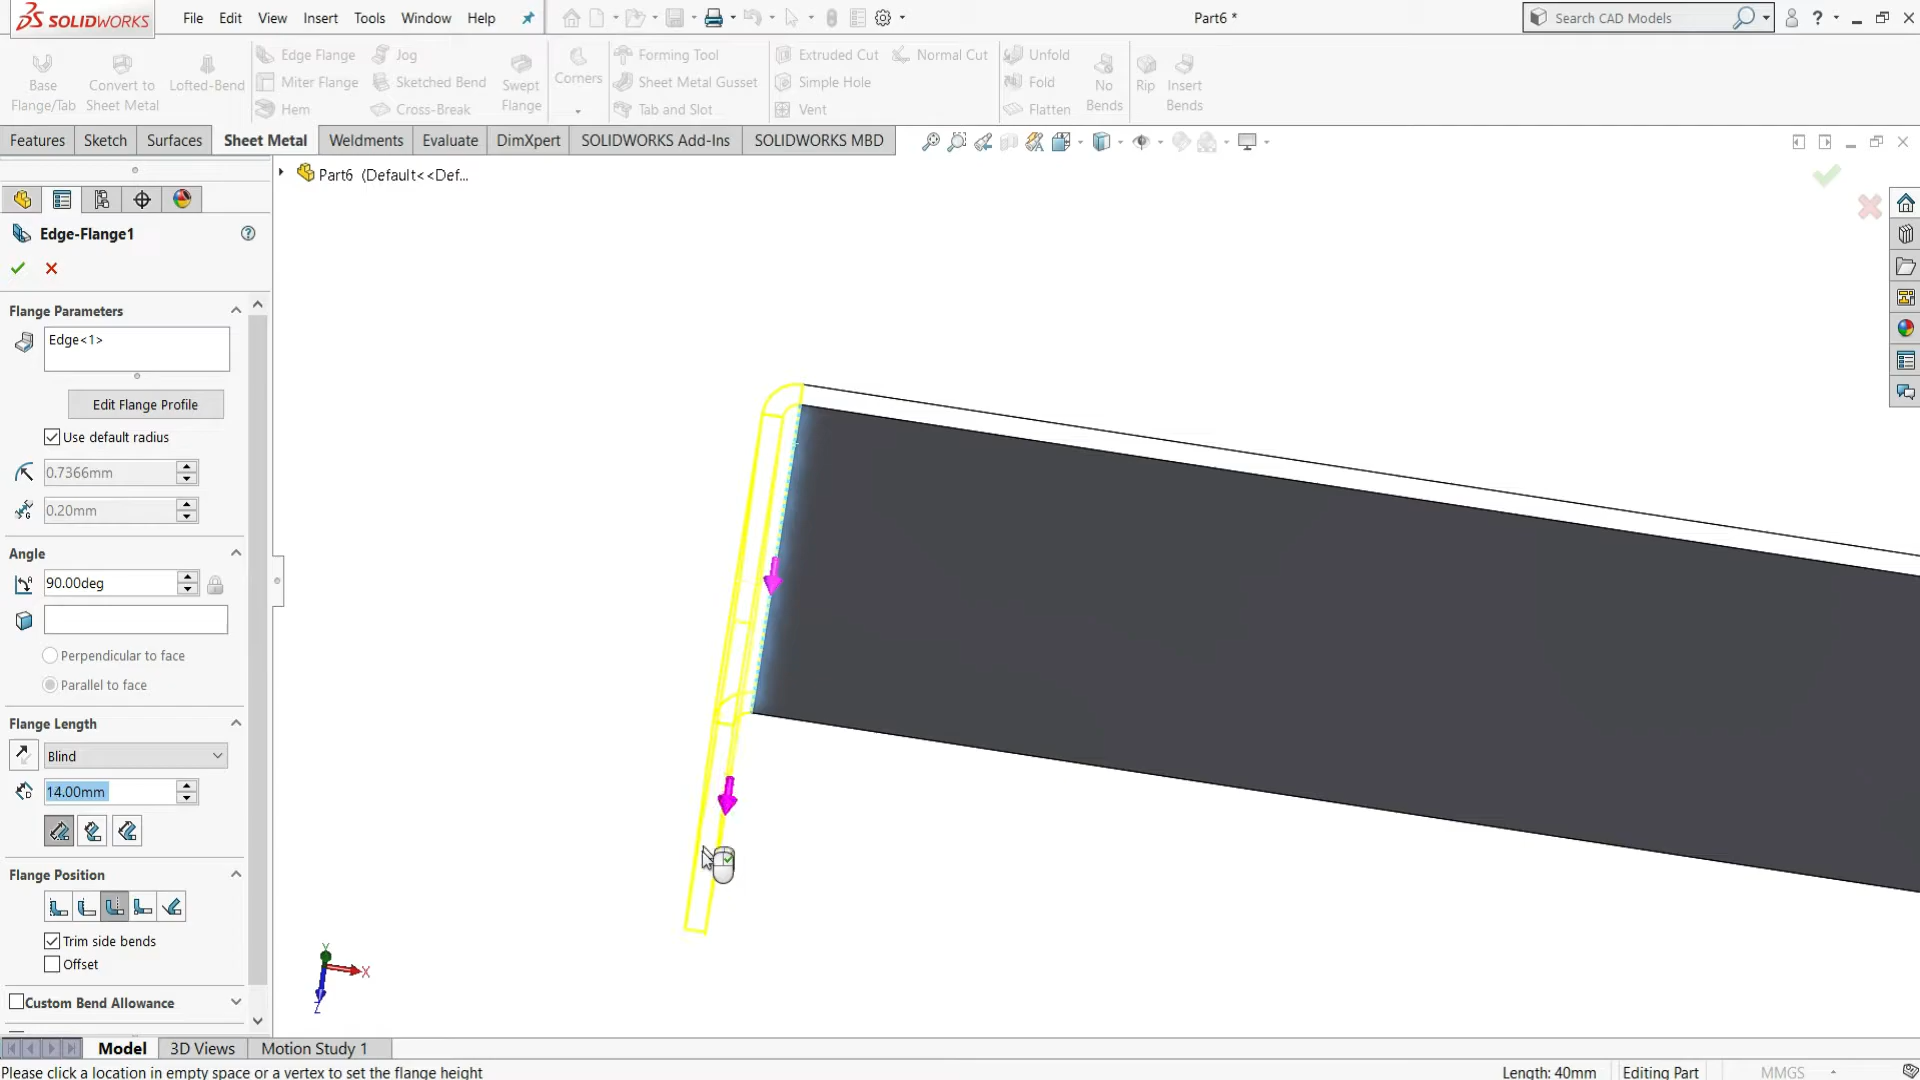 SOLIDWORKS File Edit View Insert Tools Window Help Part6 * Search CAD Models ?
Base Flange/Tab
Convert to Sheet Metal
Lofted-Bend
Edge Flange
Miter Flange
Hem
Jog
Sketched Bend
Cross-Break
Swept Flange
Corners
Forming Tool
Sheet Metal Gusset
Tab and Slot
Extruded Cut
Simple Hole
Vent
Normal Cut
Unfold
Fold
Flatten
No Bends
Rip
Insert Bends
Features Sketch Surfaces Sheet Metal Weldments Evaluate DimXpert SOLIDWORKS Add-Ins SOLIDWORKS MBD
Part6 (Default<<Def...
Edge-Flange1
Flange Parameters
Edge<1>
Edit Flange Profile
Use default radius
0.7366mm
0.20mm
Angle
90.00deg
Perpendicular to face
Parallel to face
Flange Length
Blind
14.00mm
Flange Position
Trim side bends
Offset
Custom Bend Allowance
Y
X
Z
Model 3D Views Motion Study 1
Please click a location in empty space or a vertex to set the flange height Length: 40mm Editing Part MMGS